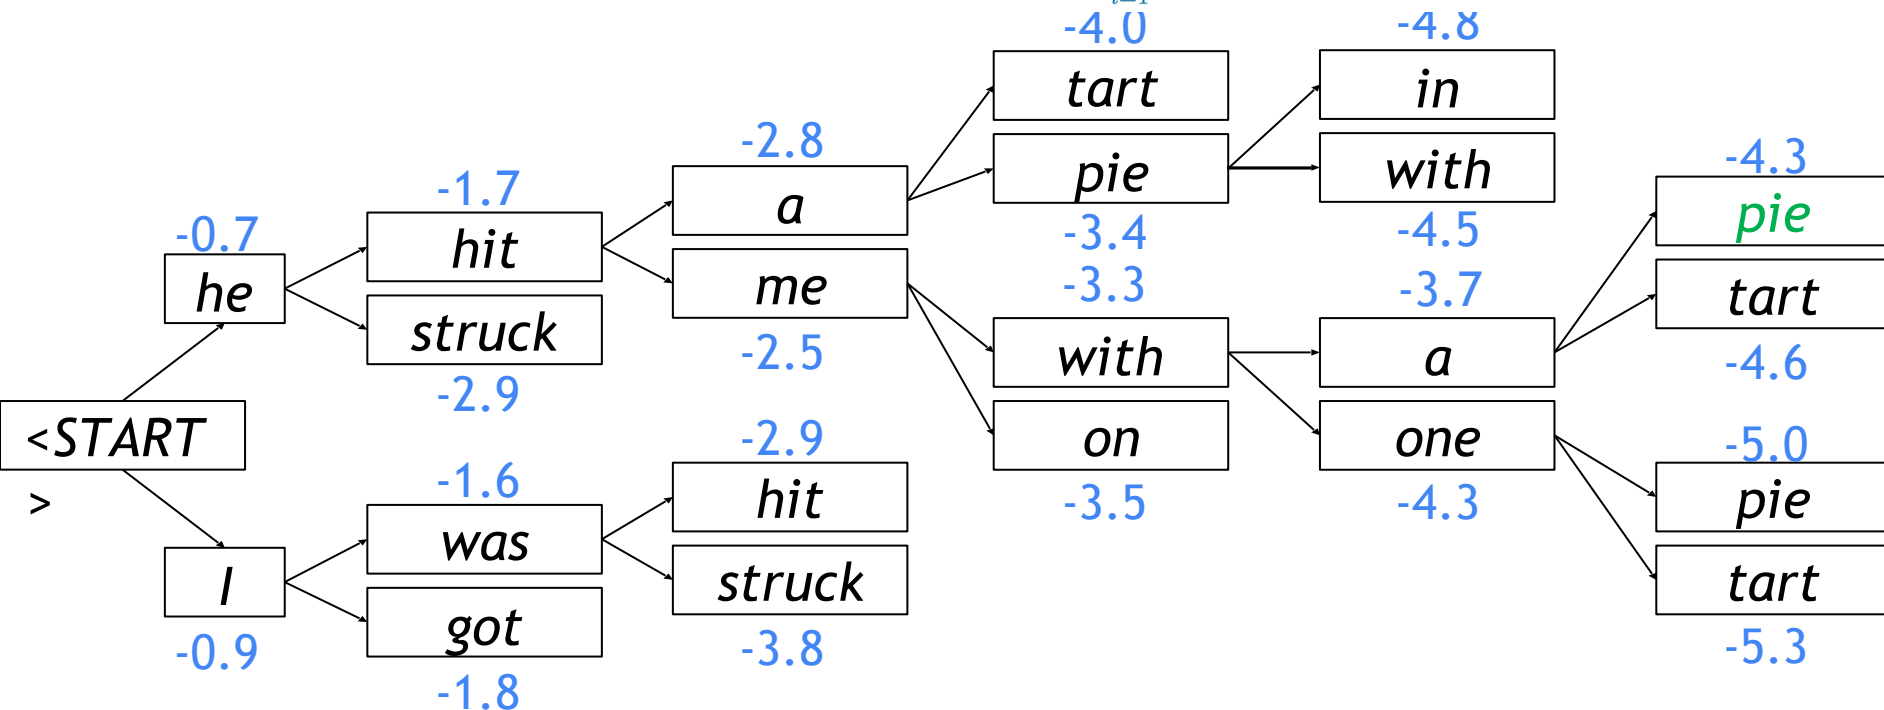 -4.0
-4.8
tart
in
-2.8
-4.3
pie
with
-1.7
a
pie
-0.7
hit
-3.4
-4.5
he
me
-3.3
-3.7
tart
struck
-2.5
with
a
-4.6
-2.9
<START
>
-2.9
on
one
-5.0
-1.6
hit
-3.5
-4.3
pie
was
I
struck
tart
got
-0.9
-3.8
-5.3
-1.8